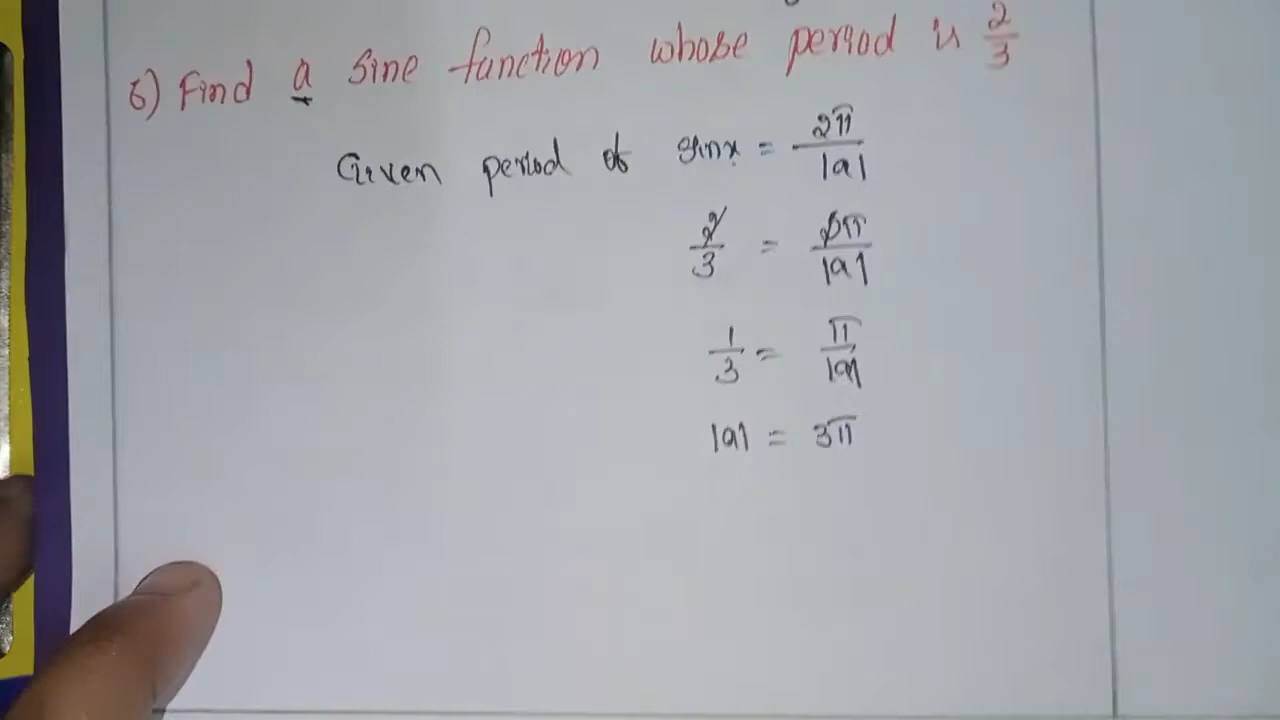 6) Find a sine function whose period is 2/3
Given period of sinx = 2π/|a|
2/3 = 2π/|a|
1/3 = π/|a|
|a| = 3π